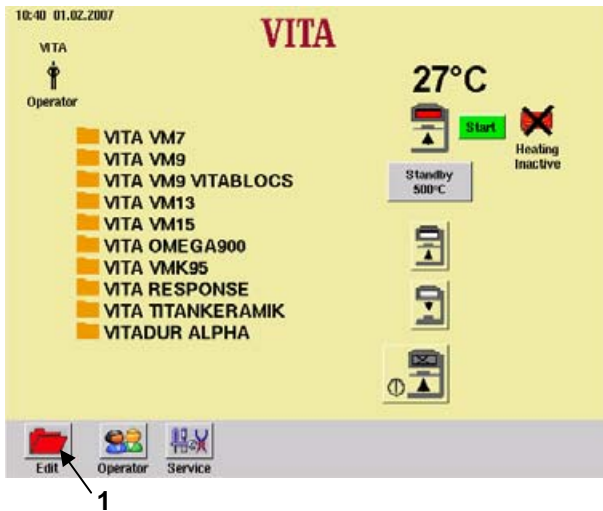 10:40 01.02.2007
VITA
VITA
Operator
27°C
Start
Heating
Inactive
Standby
500°C
VITA VM7
VITA VM9
VITA VM9 VITABLOCS
VITA VM13
VITA VM15
VITA OMEGA900
VITA VMK95
VITA RESPONSE
VITA TITANKERAMIK
VITADUR ALPHA
Edit
Operator
Service
1